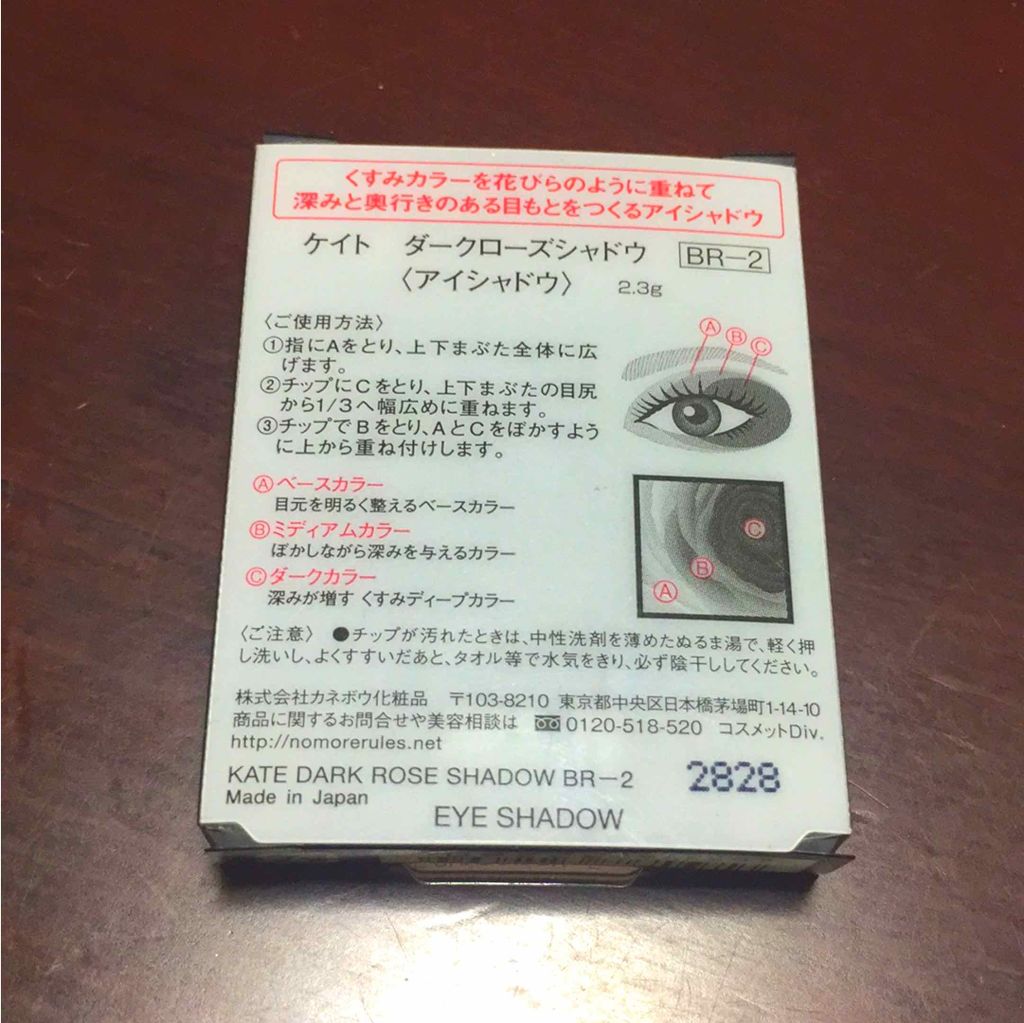 くすみカラーを花びらのように重ねて
深みと奥行きのある目もとをつくるアイシャドウ
ケイト ダークローズシャドウ BR-2
〈アイシャドウ〉 2.3g
〈ご使用方法〉
①指にAをとり、上下まぶた全体に広
げます。
②チップにCをとり、上下まぶたの目尻
から1/3へ幅広めに重ねます。
③チップでBをとり、AとCをぼかすよう
に上から重ね付けします。
Ⓐ Ⓑ Ⓒ
Ⓐベースカラー
目元を明るく整えるベースカラー
Ⓑミディアムカラー
ぼかしながら深みを与えるカラー
Ⓒダークカラー
深みが増す くすみディープカラー
Ⓒ
Ⓑ
Ⓐ
〈ご注意〉 ●チップが汚れたときは、中性洗剤を薄めたぬるま湯で、軽く押
し洗いし、よくすすいだあと、タオル等で水気をきり、必ず陰干ししてください。
株式会社カネボウ化粧品 〒103-8210 東京都中央区日本橋茅場町1-14-10
商品に関するお問合せや美容相談は 0120-518-520 コスメットDiv.
http://nomorerules.net
KATE DARK ROSE SHADOW BR-2 2828
Made in Japan
EYE SHADOW